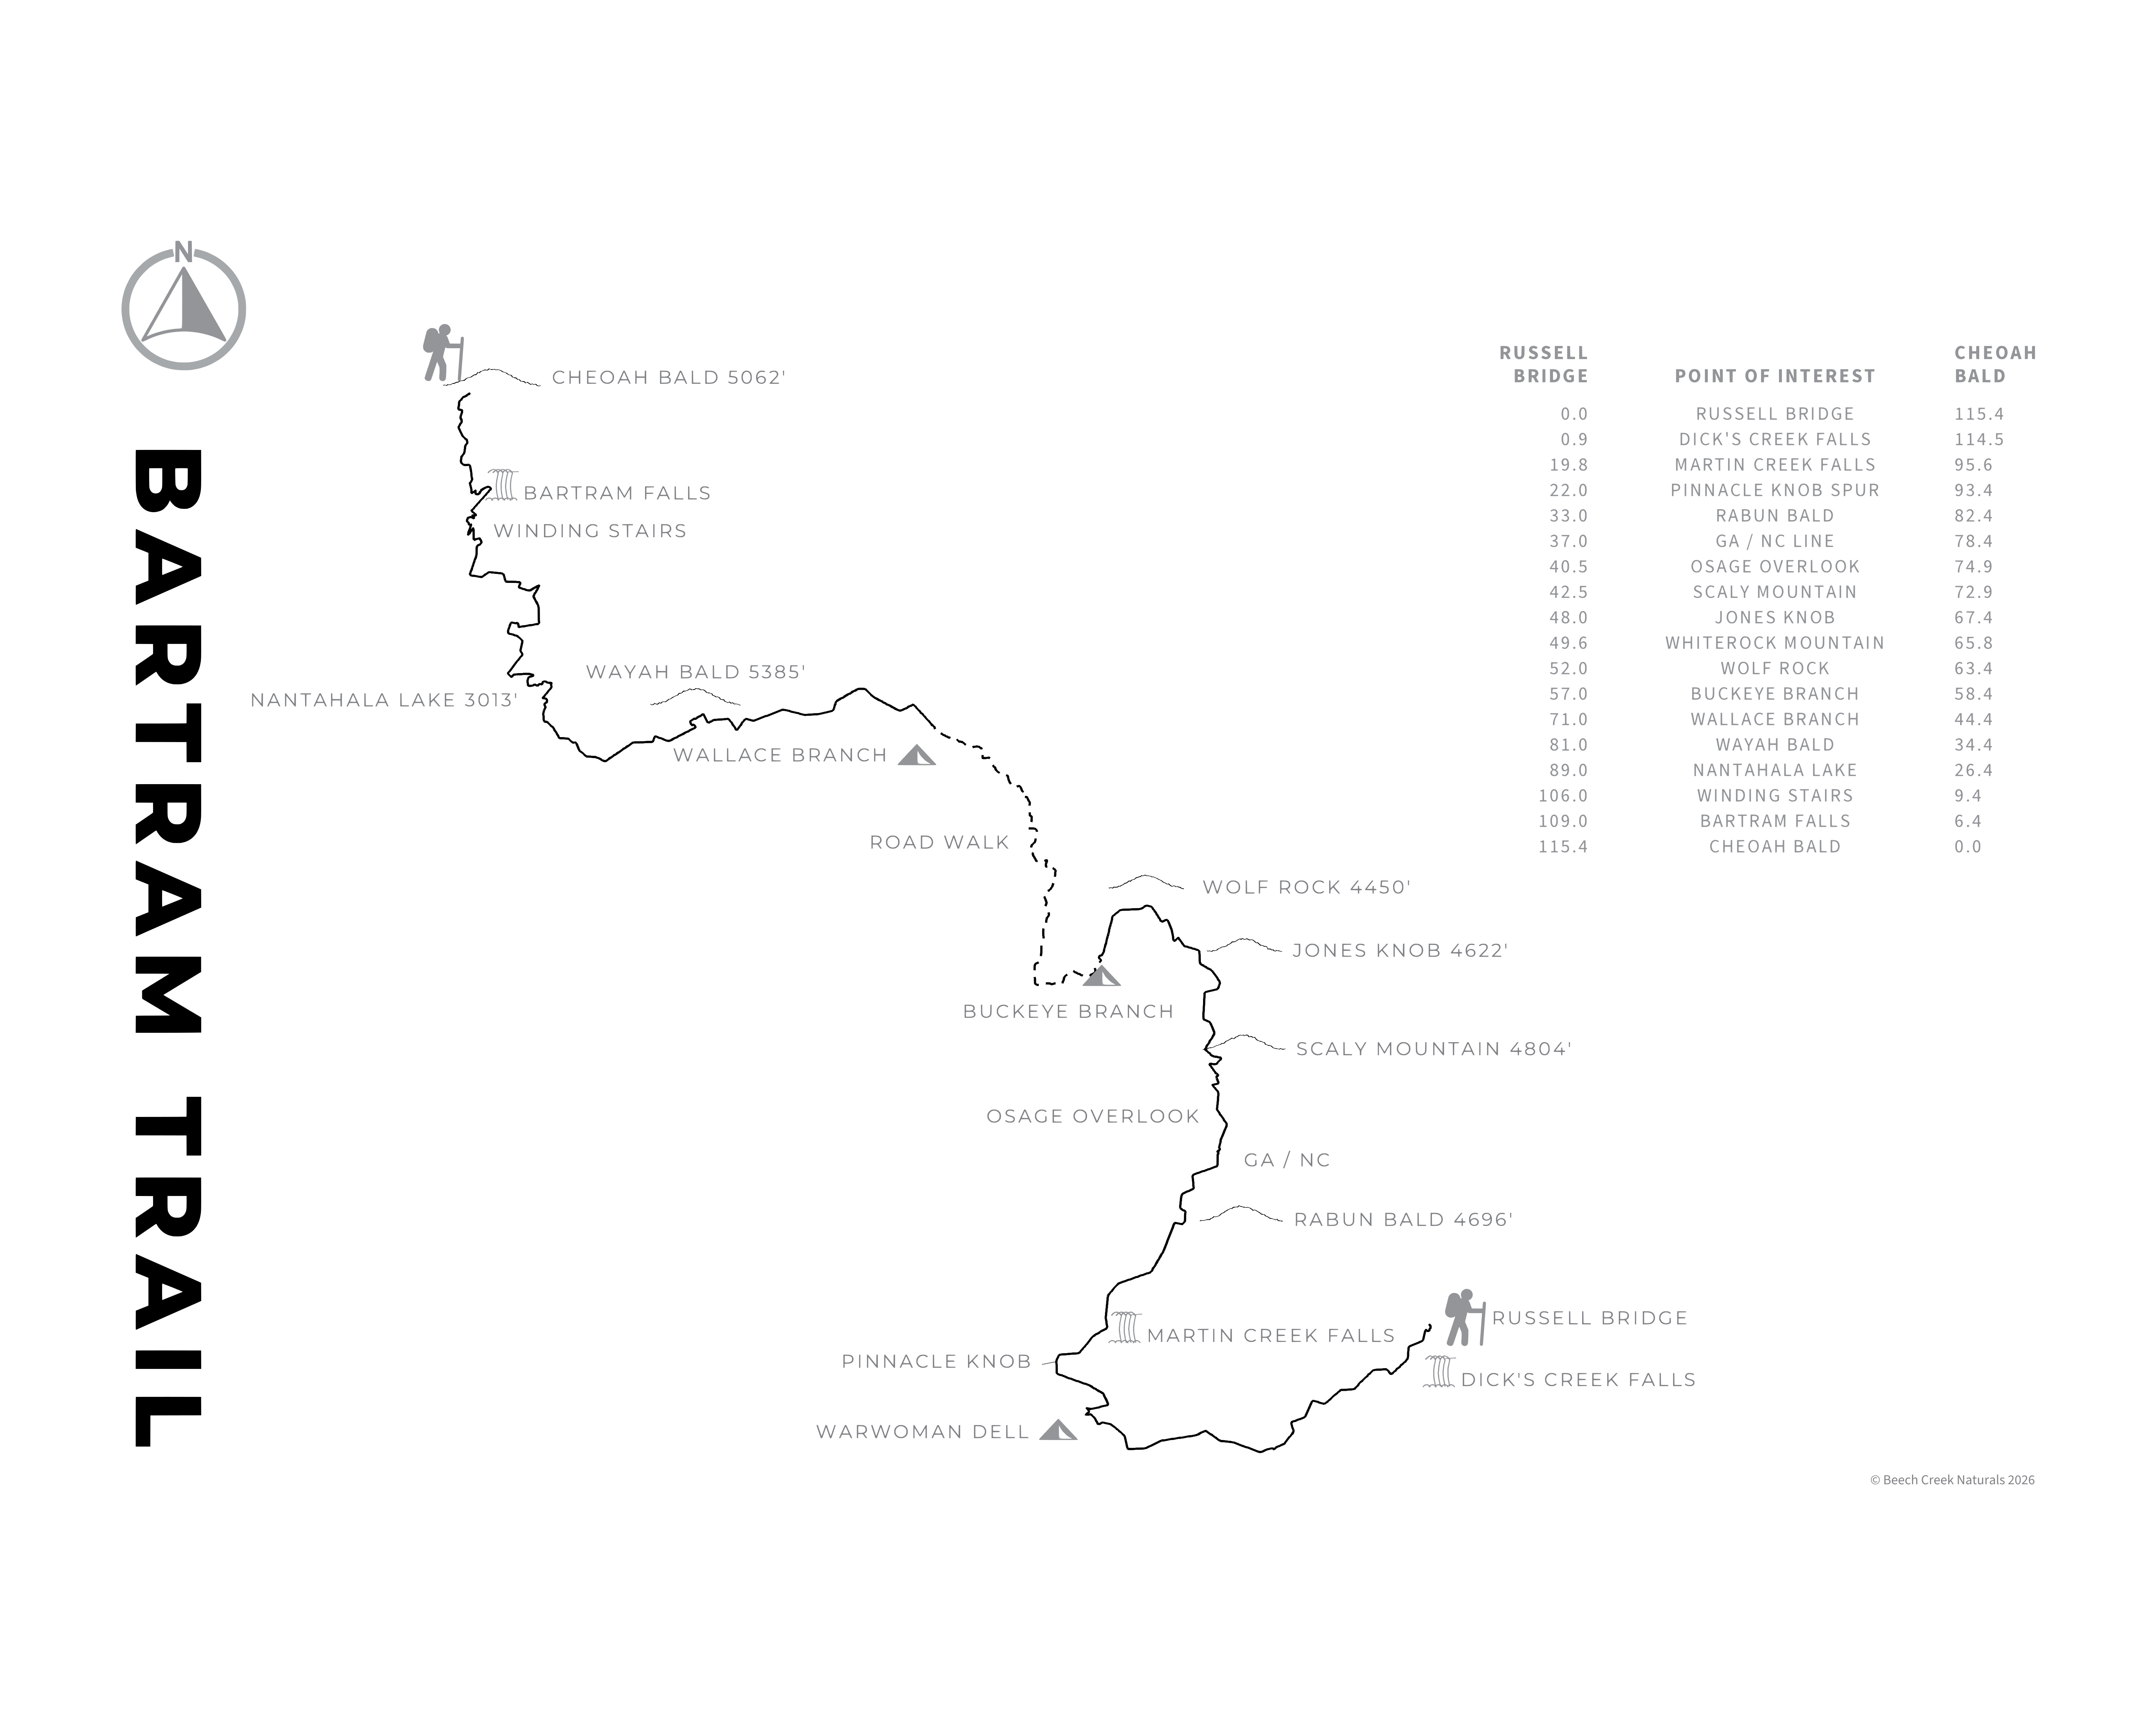 N
BARTRAM TRAIL
CHEOAH BALD 5062'
BARTRAM FALLS
WINDING STAIRS
WAYAH BALD 5385'
NANTAHALA LAKE 3013'
WALLACE BRANCH
ROAD WALK
WOLF ROCK 4450'
JONES KNOB 4622'
BUCKEYE BRANCH
SCALY MOUNTAIN 4804'
OSAGE OVERLOOK
GA / NC
RABUN BALD 4696'
RUSSELL BRIDGE
MARTIN CREEK FALLS
PINNACLE KNOB
DICK'S CREEK FALLS
WARWOMAN DELL
RUSSELL BRIDGE POINT OF INTEREST CHEOAH BALD
0.0 RUSSELL BRIDGE 115.4
0.9 DICK'S CREEK FALLS 114.5
19.8 MARTIN CREEK FALLS 95.6
22.0 PINNACLE KNOB SPUR 93.4
33.0 RABUN BALD 82.4
37.0 GA / NC LINE 78.4
40.5 OSAGE OVERLOOK 74.9
42.5 SCALY MOUNTAIN 72.9
48.0 JONES KNOB 67.4
49.6 WHITEROCK MOUNTAIN 65.8
52.0 WOLF ROCK 63.4
57.0 BUCKEYE BRANCH 58.4
71.0 WALLACE BRANCH 44.4
81.0 WAYAH BALD 34.4
89.0 NANTAHALA LAKE 26.4
106.0 WINDING STAIRS 9.4
109.0 BARTRAM FALLS 6.4
115.4 CHEOAH BALD 0.0
© Beech Creek Naturals 2026